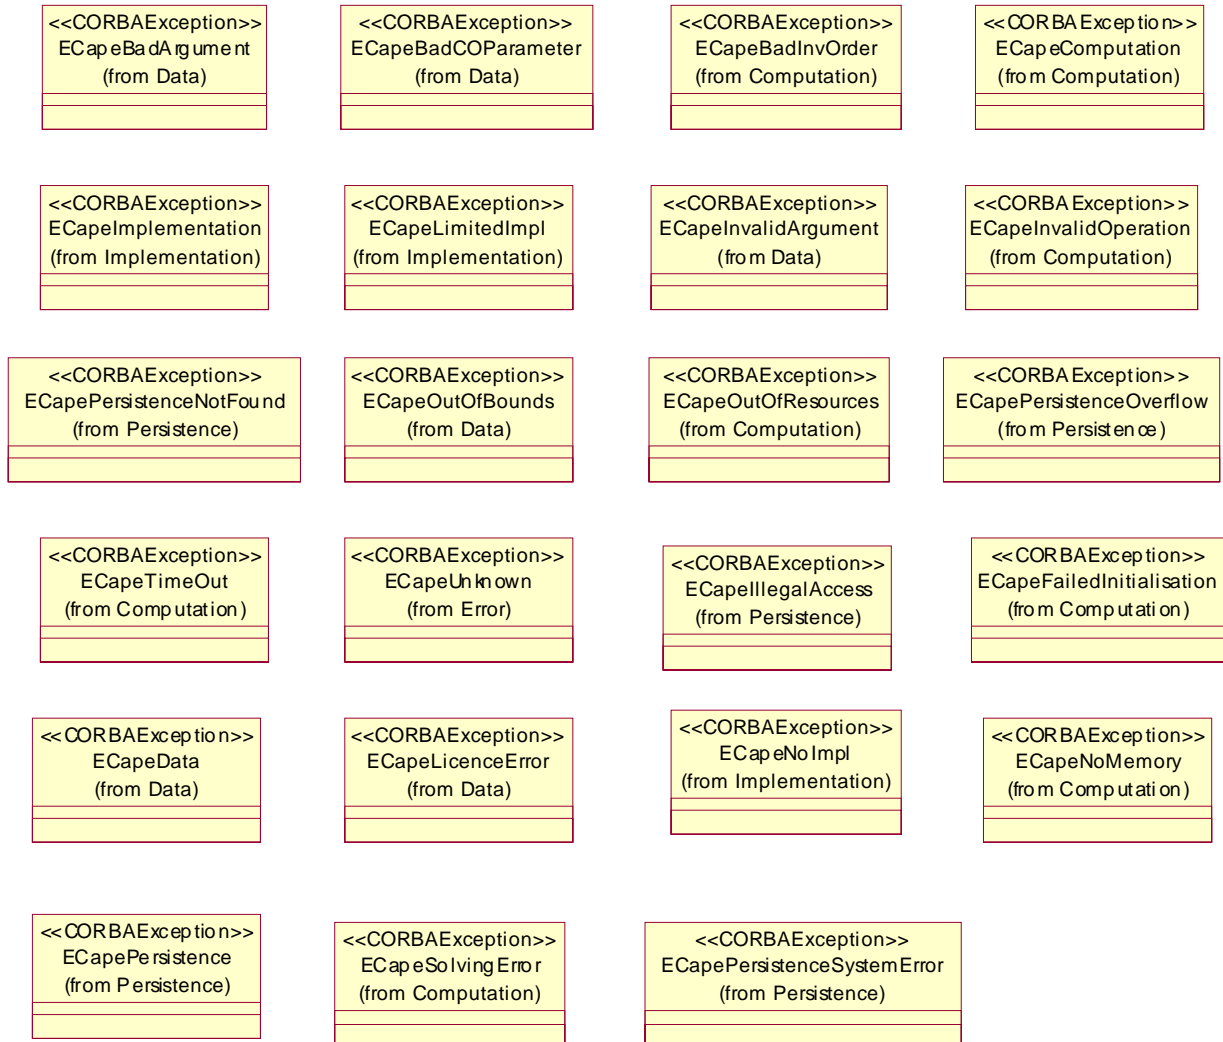 <<CORBAException>>
ECapeBadArgument
(from Data)
<<CORBAException>>
ECapeBadCOParameter
(from Data)
<<CORBAException>>
ECapeBadInvOrder
(from Computation)
<<CORBAException>>
ECapeComputation
(from Computation)
<<CORBAException>>
ECapeImplementation
(from Implementation)
<<CORBAException>>
ECapeLimitedImpl
(from Implementation)
<<CORBAException>>
ECapeInvalidArgument
(from Data)
<<CORBAException>>
ECapeInvalidOperation
(from Computation)
<<CORBAException>>
ECapePersistenceNotFound
(from Persistence)
<<CORBAException>>
ECapeOutOfBounds
(from Data)
<<CORBAException>>
ECapeOutOfResources
(from Computation)
<<CORBAException>>
ECapePersistenceOverflow
(from Persistence)
<<CORBAException>>
ECapeTimeOut
(from Computation)
<<CORBAException>>
ECapeUnknown
(from Error)
<<CORBAException>>
ECapeIllegalAccess
(from Persistence)
<<CORBAException>>
ECapeFailedInitialisation
(from Computation)
<<CORBAException>>
ECapeData
(from Data)
<<CORBAException>>
ECapeLicenceError
(from Data)
<<CORBAException>>
ECapeNoImpl
(from Implementation)
<<CORBAException>>
ECapeNoMemory
(from Computation)
<<CORBAException>>
ECapePersistence
(from Persistence)
<<CORBAException>>
ECapeSolvingError
(from Computation)
<<CORBAException>>
ECapePersistenceSystemError
(from Persistence)